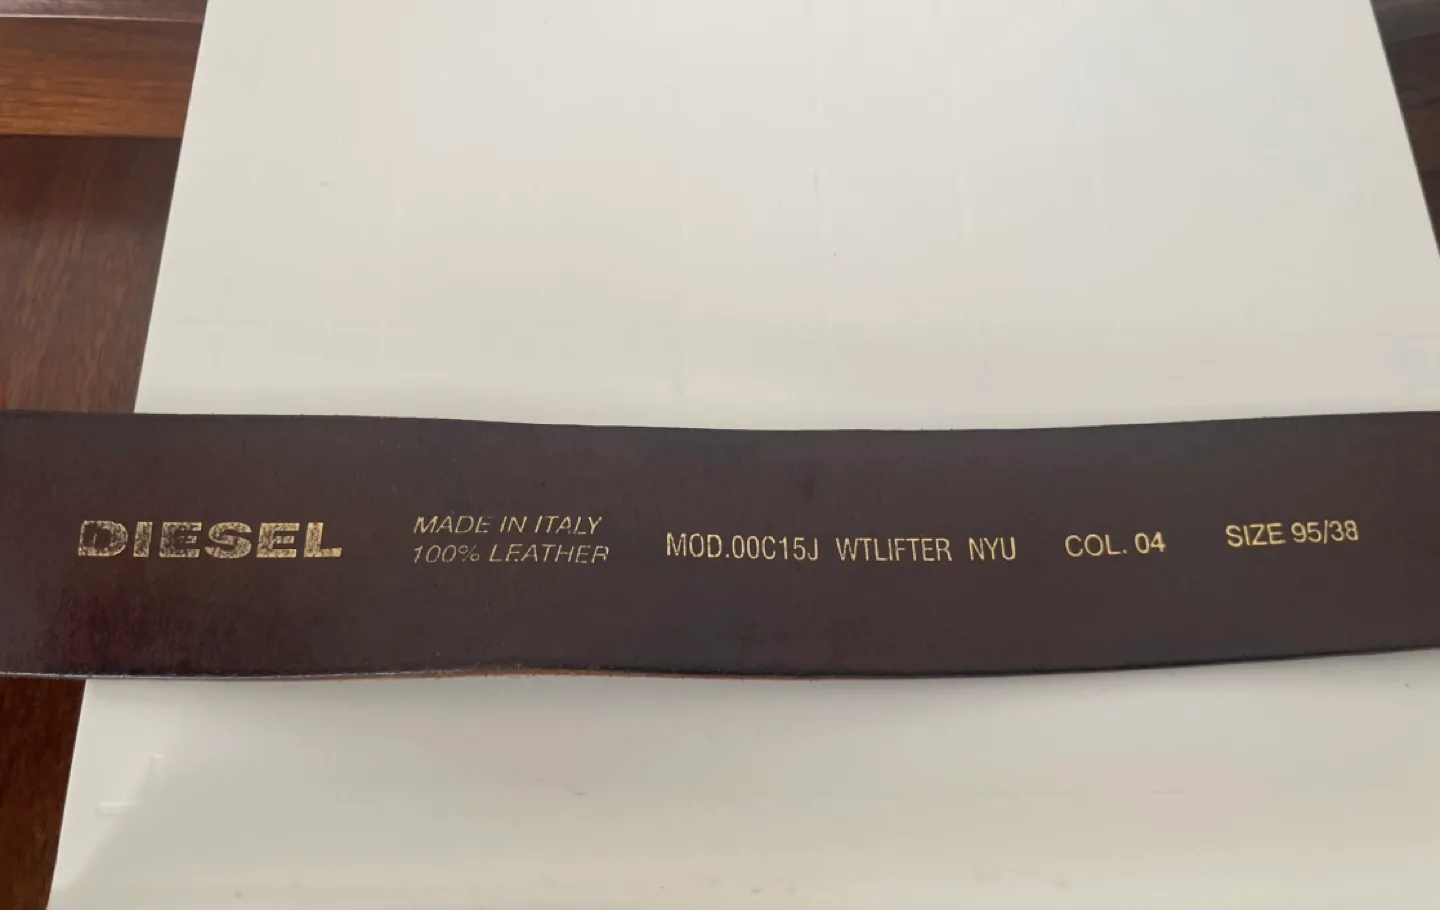 DIESEL
MADE IN ITALY
100% LEATHER
MOD.00C15J WTLIFTER NYU
COL. 04
SIZE 95/38